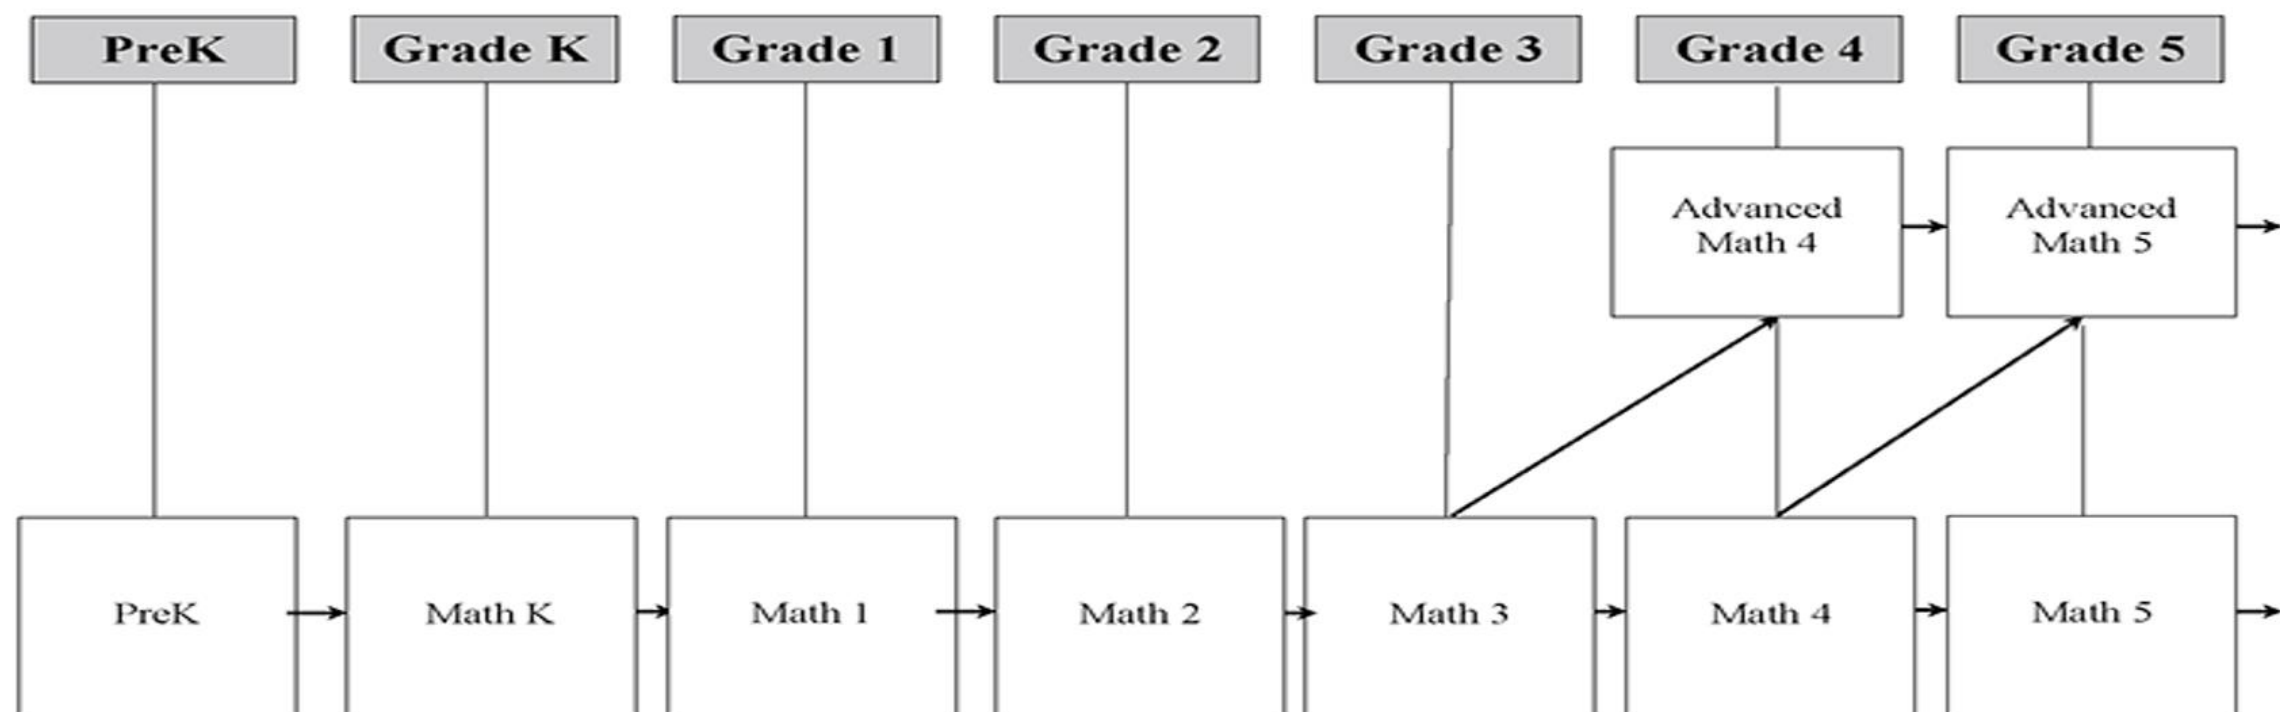 PreK
Grade K
Grade 1
Grade 2
Grade 3
Grade 4
Grade 5
Advanced
Math 4
Advanced
Math 5
PreK
Math K
Math 1
Math 2
Math 3
Math 4
Math 5